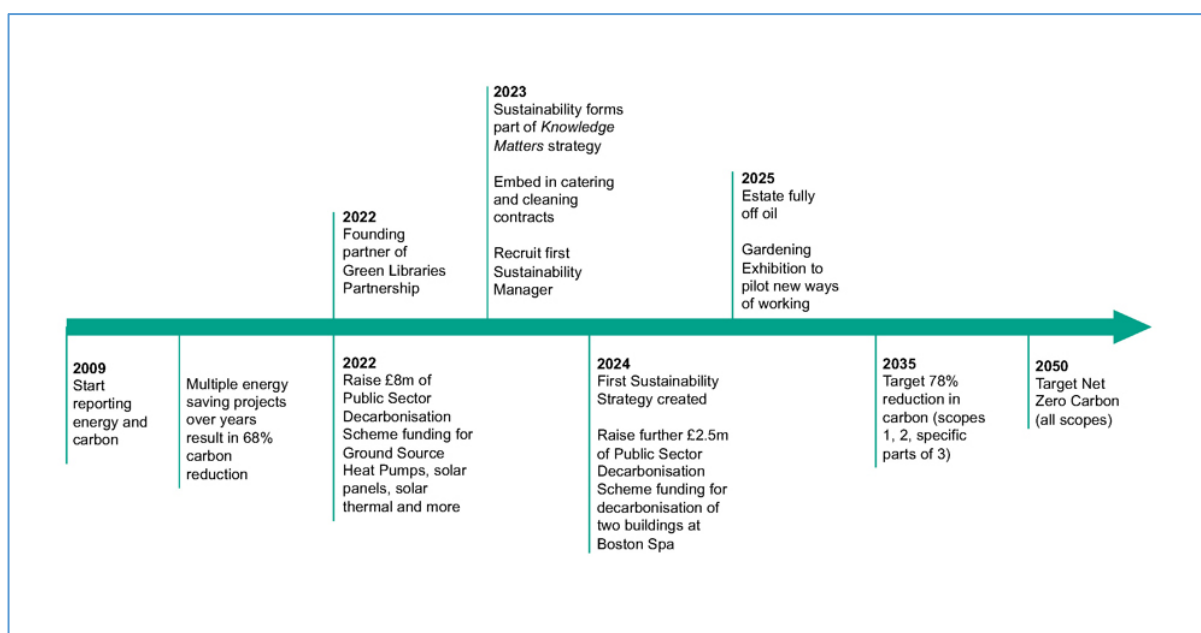 2023
Sustainability forms
part of Knowledge
Matters strategy
Embed in catering
and cleaning
contracts
Recruit first
Sustainability
Manager
2025
Estate fully
off oil
Gardening
Exhibition to
pilot new ways
of working
2022
Founding
partner of
Green Libraries
Partnership
2009
Start
reporting
energy and
carbon
Multiple energy
saving projects
over years
result in 68%
carbon
reduction
2022
Raise £8m of
Public Sector
Decarbonisation
Scheme funding for
Ground Source
Heat Pumps, solar
panels, solar
thermal and more
2024
First Sustainability
Strategy created
Raise further £2.5m
of Public Sector
Decarbonisation
Scheme funding for
decarbonisation of
two buildings at
Boston Spa
2035
Target 78%
reduction in
carbon (scopes
1, 2, specific
parts of 3)
2050
Target Net
Zero Carbon
(all scopes)